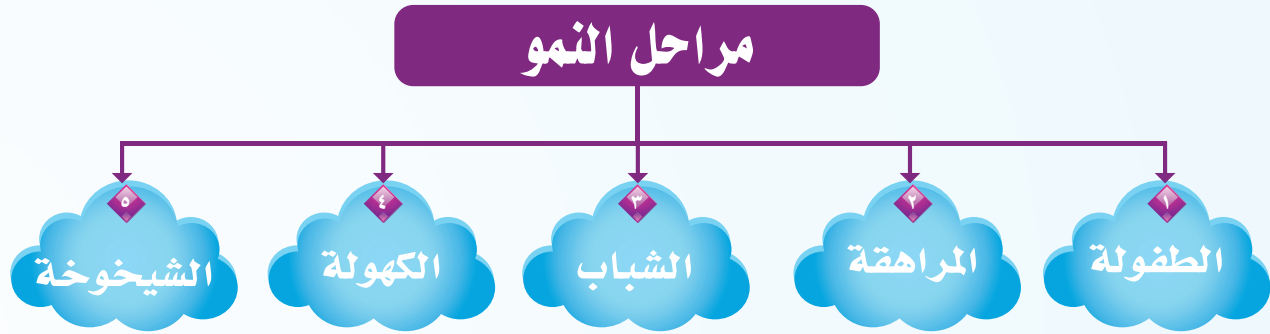 مراحل النمو
١
الطفولة
٢
المراهقة
٣
الشباب
٤
الكهولة
٥
الشيخوخة